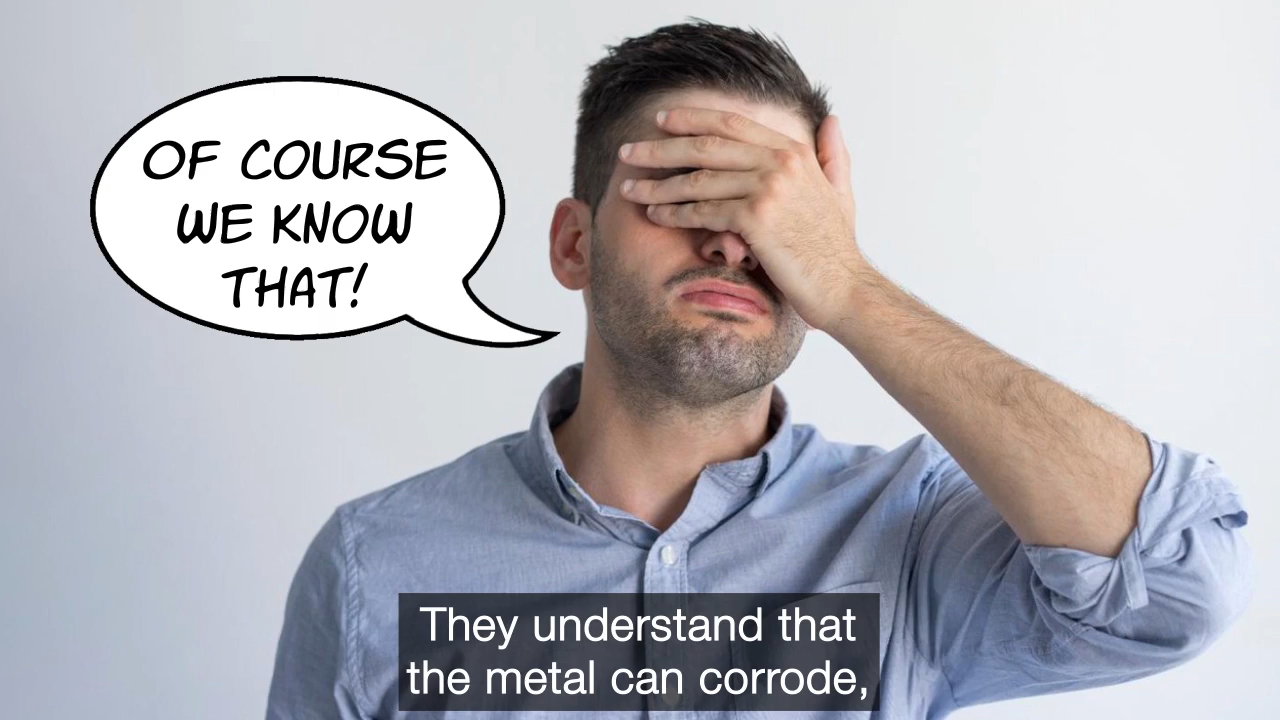 OF COURSE
WE KNOW
THAT!
They understand that
the metal can corrode,